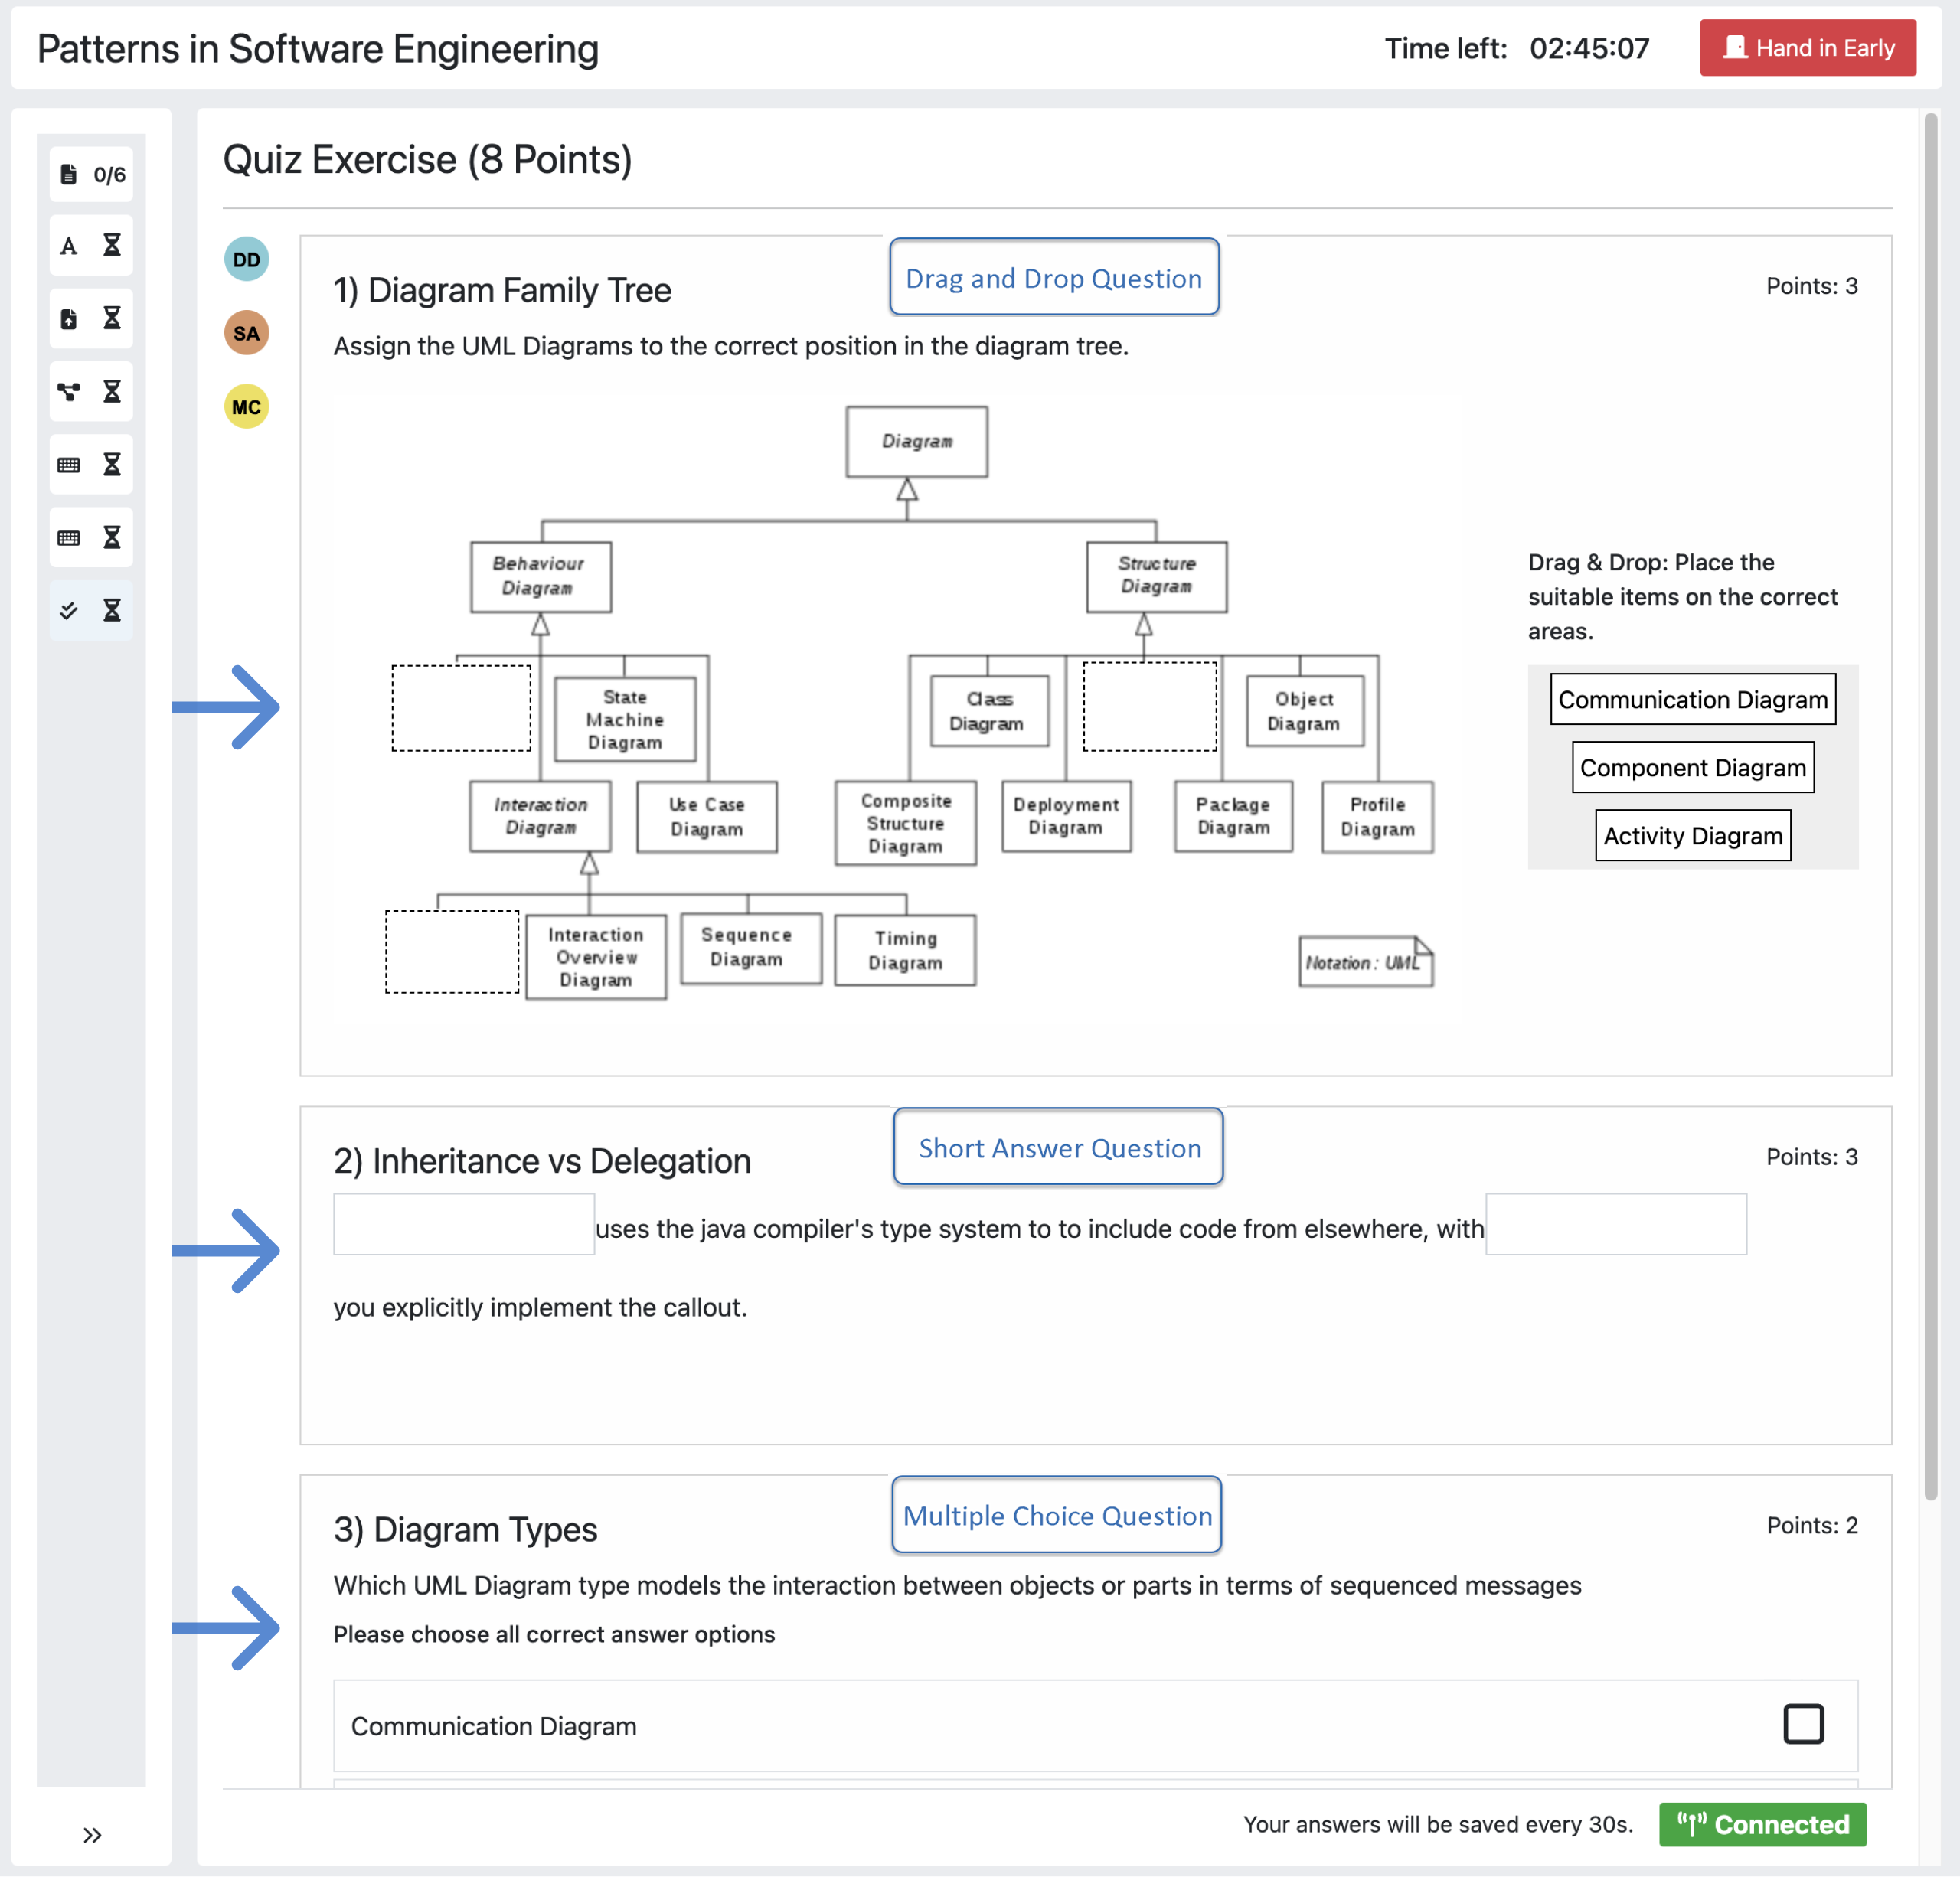 Patterns in Software Engineering
Time left: 02:45:07
Hand in Early
0/6
Quiz Exercise (8 Points)
DD
SA
MC
1) Diagram Family Tree
Drag and Drop Question
Points: 3
Assign the UML Diagrams to the correct position in the diagram tree.
Diagram
Behaviour
Diagram
Structure
Diagram
State
Machine
Diagram
Class
Diagram
Object
Diagram
Interaction
Diagram
Use Case
Diagram
Composite
Structure
Diagram
Deployment
Diagram
Package
Diagram
Profile
Diagram
Interaction
Overview
Diagram
Sequence
Diagram
Timing
Diagram
Notation : UML
Drag & Drop: Place the
suitable items on the correct
areas.
Communication Diagram
Component Diagram
Activity Diagram
2) Inheritance vs Delegation
Short Answer Question
Points: 3
uses the java compiler's type system to to include code from elsewhere, with
you explicitly implement the callout.
3) Diagram Types
Multiple Choice Question
Points: 2
Which UML Diagram type models the interaction between objects or parts in terms of sequenced messages
Please choose all correct answer options
Communication Diagram
Your answers will be saved every 30s.
Connected